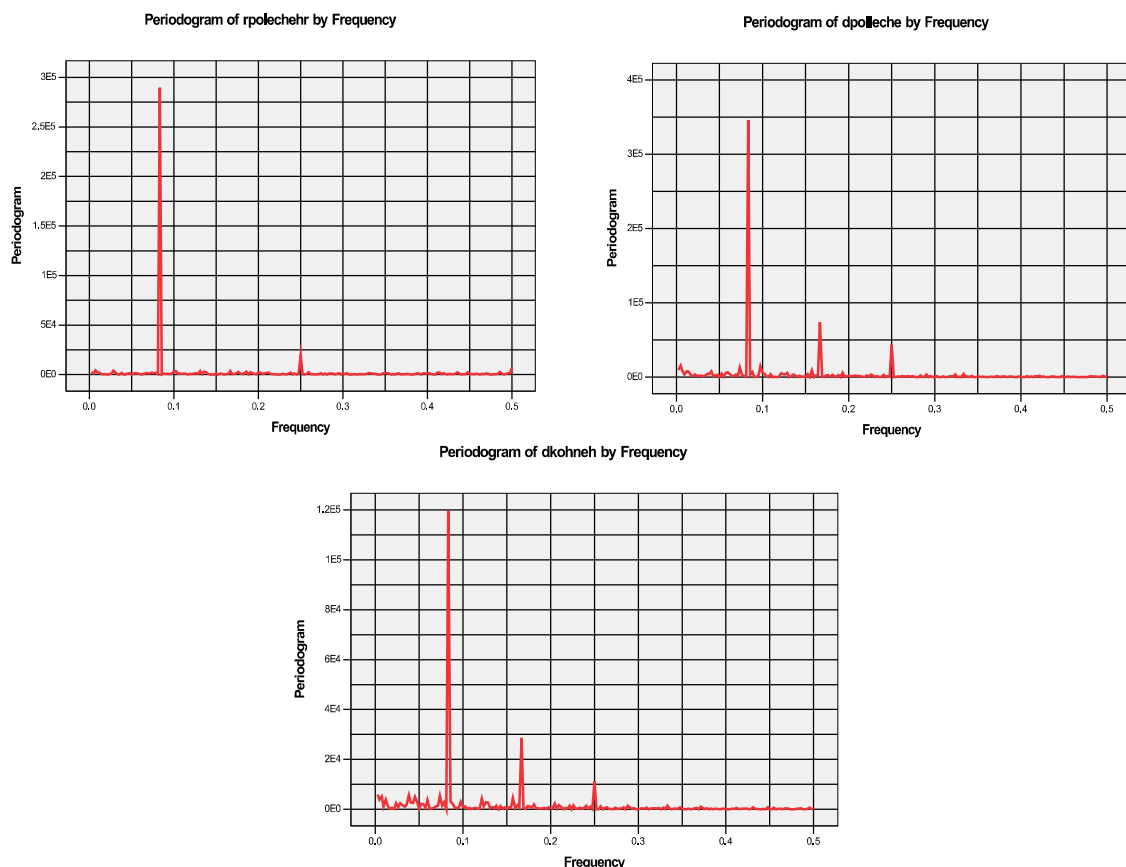 Periodogram of rpolechehr by Frequency
3E5
2.5E5
2E5
1.5E5
1E5
5E4
0E0
Periodogram
0.0 0.1 0.2 0.3 0.4 0.5
Frequency
Periodogram of dpolleche by Frequency
4E5
3E5
2E5
1E5
0E0
Periodogram
0.0 0.1 0.2 0.3 0.4 0.5
Frequency
Periodogram of dkohneh by Frequency
1.2E5
1E5
8E4
6E4
4E4
2E4
0E0
Periodogram
0.0 0.1 0.2 0.3 0.4 0.5
Frequency